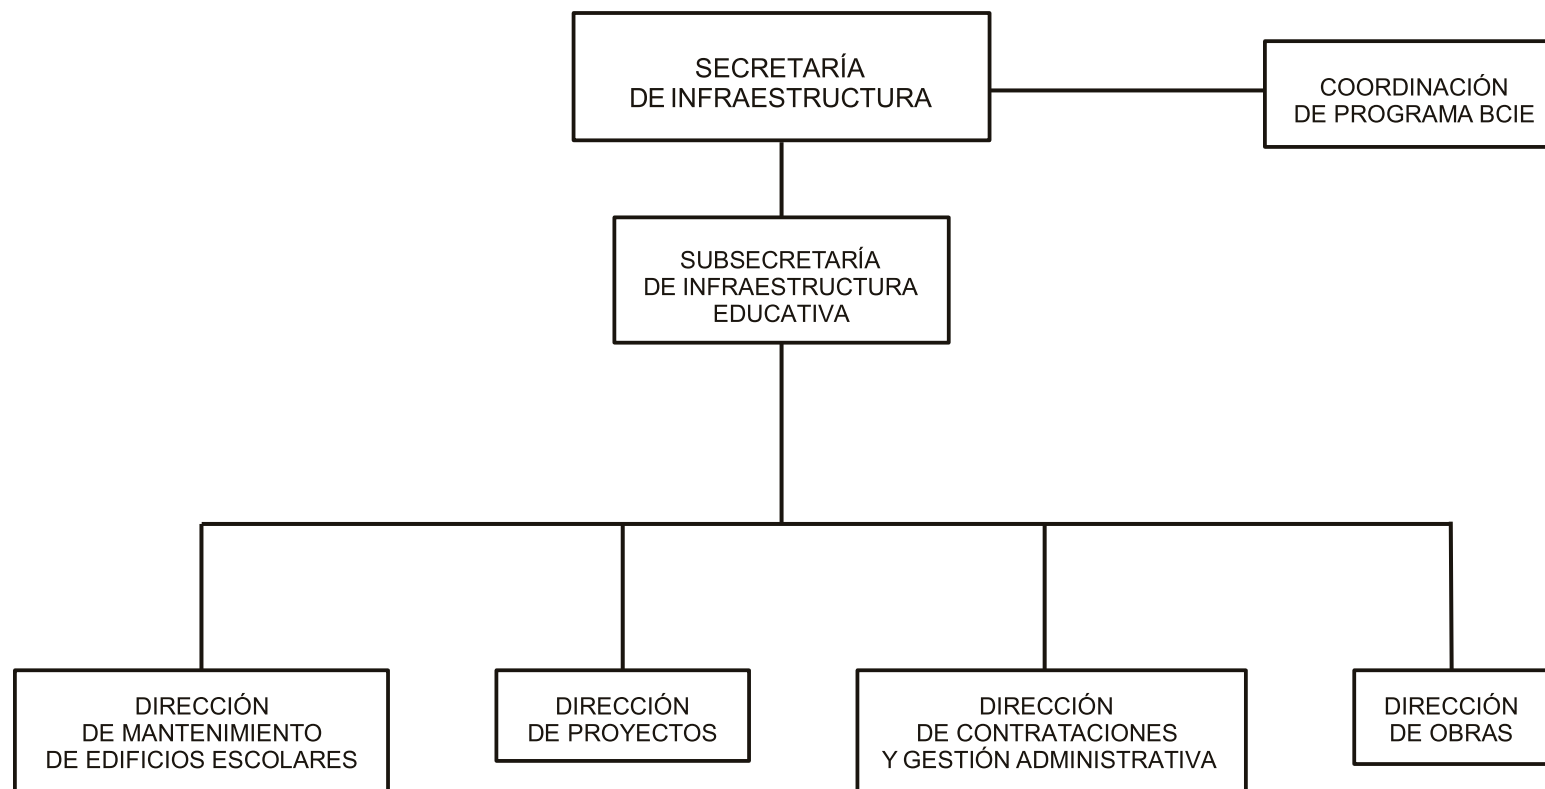 SECRETARÍA
DE INFRAESTRUCTURA
COORDINACIÓN
DE PROGRAMA BCIE
SUBSECRETARÍA
DE INFRAESTRUCTURA
EDUCATIVA
DIRECCIÓN
DE MANTENIMIENTO
DE EDIFICIOS ESCOLARES
DIRECCIÓN
DE PROYECTOS
DIRECCIÓN
DE CONTRATACIONES
Y GESTIÓN ADMINISTRATIVA
DIRECCIÓN
DE OBRAS